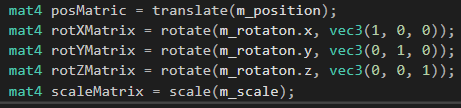 mat4 posMatric = translate(m_position);
mat4 rotXMatrix = rotate(m_rotaton.x, vec3(1, 0, 0));
mat4 rotYMatrix = rotate(m_rotaton.y, vec3(0, 1, 0));
mat4 rotZMatrix = rotate(m_rotaton.z, vec3(0, 0, 1));
mat4 scaleMatrix = scale(m_scale);